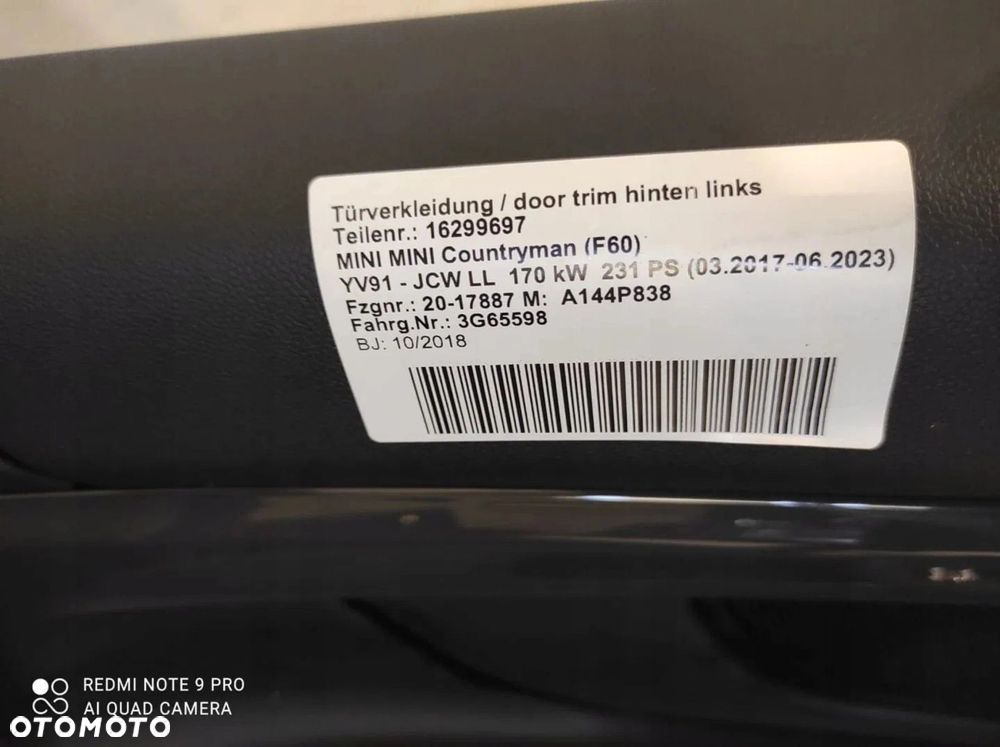 Türverkleidung / door trim hinten links
Teilenr.: 16299697
MINI MINI Countryman (F60)
YV91 - JCW LL 170 kW 231 PS (03.2017-06.2023)
Fzgnr.: 20-17887 M: A144P838
Fahrg.Nr.: 3G65598
BJ: 10/2018
REDMI NOTE 9 PRO
AI QUAD CAMERA
OTOMOTO